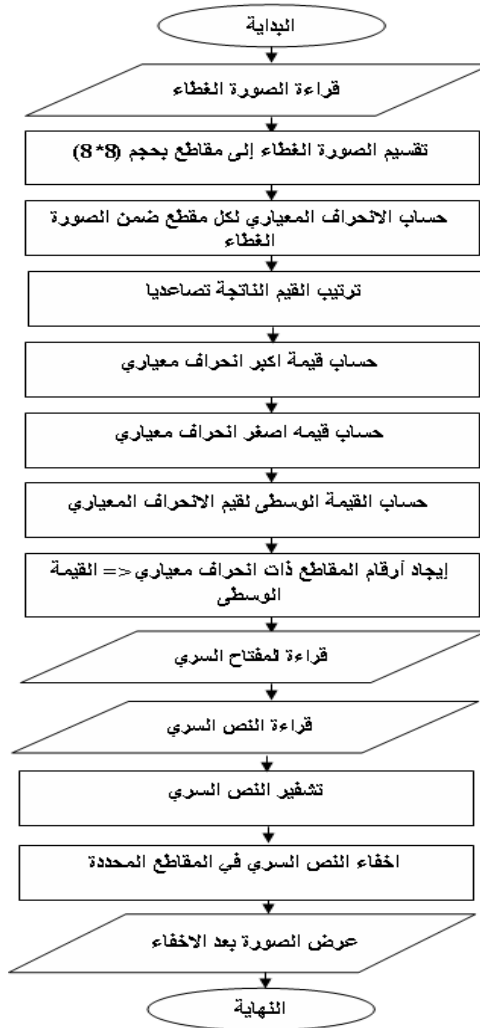 البداية
قراءة الصورة الغطاء
تقسيم الصورة الغطاء إلى مقاطع بحجم (8*8)
حساب الانحراف المعياري لكل مقطع ضمن الصورة
الغطاء
ترتيب القيم الناتجة تصاعديا
حساب قيمة اكبر انحراف معياري
حساب قيمه اصغر انحراف معياري
حساب القيمة الوسطى لقيم الانحراف المعياري
إيجاد أرقام المقاطع ذات انحراف معياري <= القيمة
الوسطى
قراءة المفتاح السري
قراءة النص السري
تشفير النص السري
اخفاء النص السري في المقاطع المحددة
عرض الصورة بعد الاخفاء
النهاية